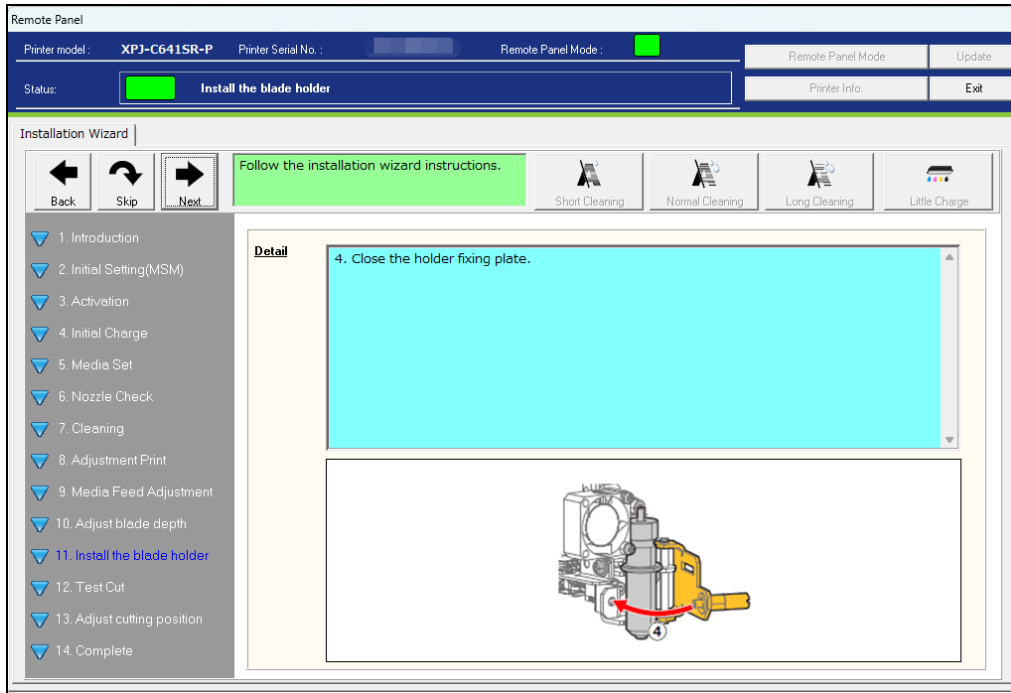 Remote Panel
Printer model :
XPJ-C641SR-P
Printer Serial No. :
Remote Panel Mode :
Remote Panel Mode
Update
Status:
Install the blade holder
Printer Info.
Exit
Installation Wizard
Back
Skip
Next
Follow the installation wizard instructions.
Short Cleaning
Normal Cleaning
Long Cleaning
Little Charge
1. Introduction
2. Initial Setting(MSM)
3. Activation
4. Initial Charge
5. Media Set
6. Nozzle Check
7. Cleaning
8. Adjustment Print
9. Media Feed Adjustment
10. Adjust blade depth
11. Install the blade holder
12. Test Cut
13. Adjust cutting position
14. Complete
Detail
4. Close the holder fixing plate.
4